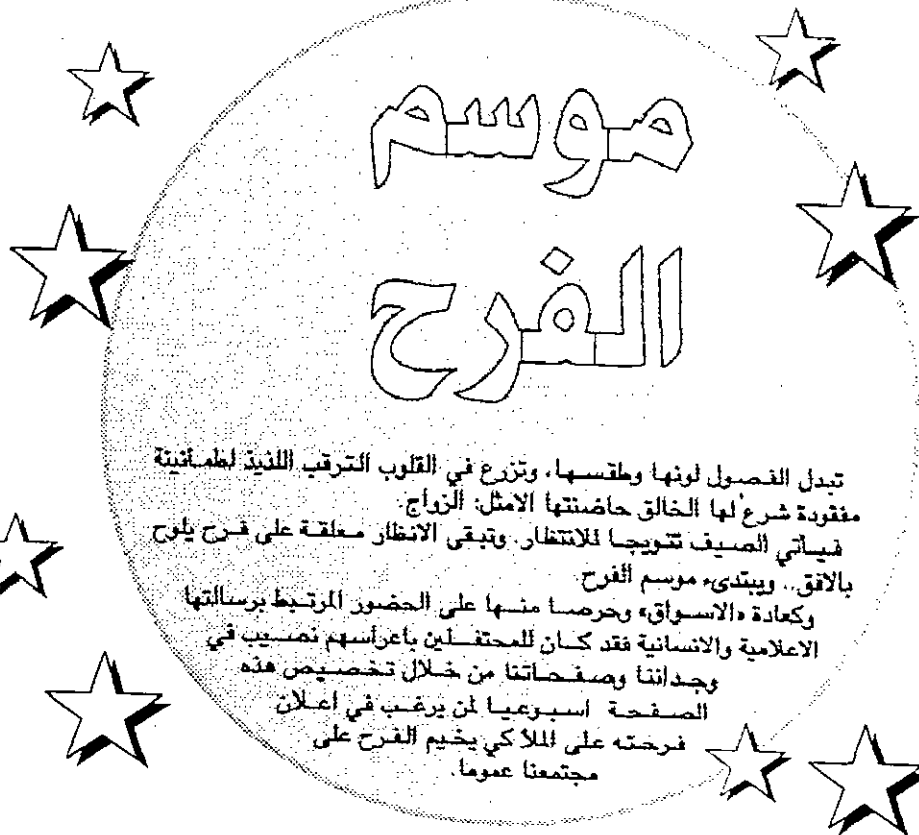 موسم
الفرح
تبدل الفصول لونها وطقسها، وتزرع في القلوب الترقب اللذيذ لطمانينة
مفقودة شرع لها الخالق حاضنتها الامثل: الزواج.
فيأتي الصيف تتويجا للانتظار. وتبقى الانظار معلقة على فرح يلوح
بالافق.. ويبتدىء موسم الفرح.
وكعادة «الاسواق» وحرصا منها على الحضور المرتبط برسالتها
الاعلامية والانسانية فقد كان للمحتفلين باعراسهم نصيب في
وجداننا وصفحاتنا من خلال تخصيص هذه
الصفحة اسبوعيا لمن يرغب في اعلان
فرحته على الملأ كي يخيم الفرح على
مجتمعنا عموما.